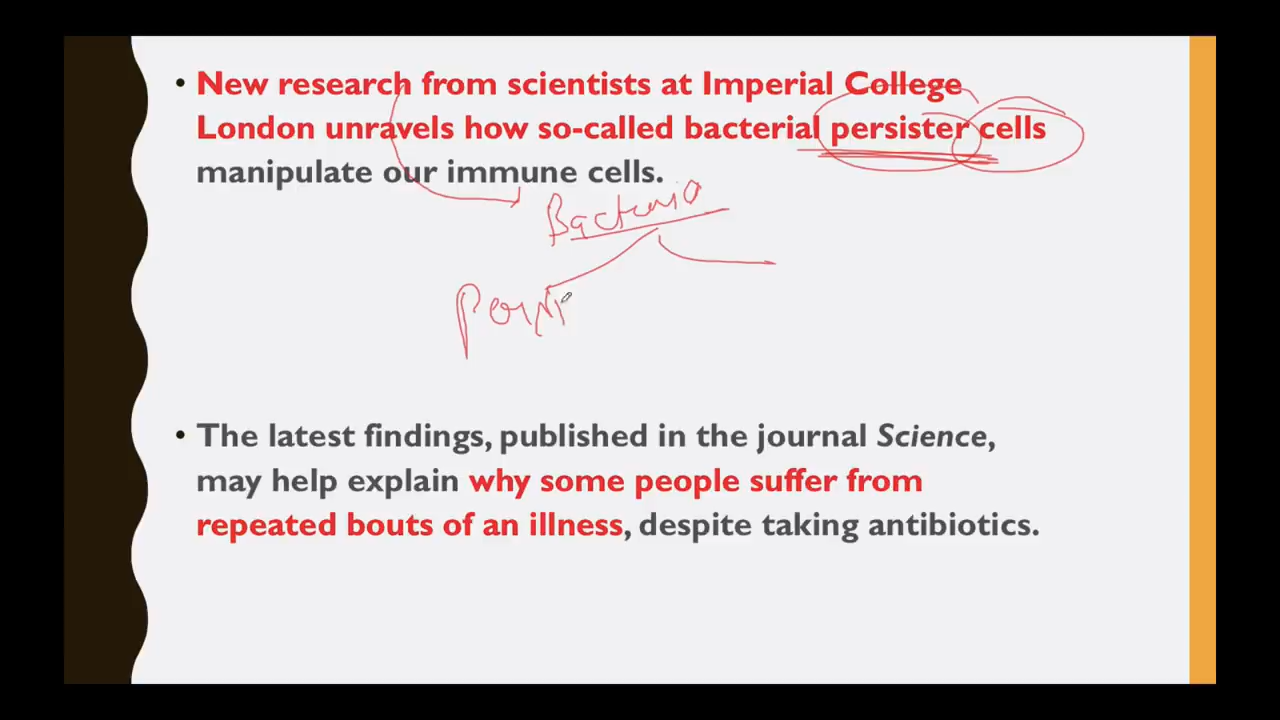 • New research from scientists at Imperial College
London unravels how so-called bacterial persister cells
manipulate our immune cells.
Bacteria
• The latest findings, published in the journal Science,
may help explain why some people suffer from
repeated bouts of an illness, despite taking antibiotics.